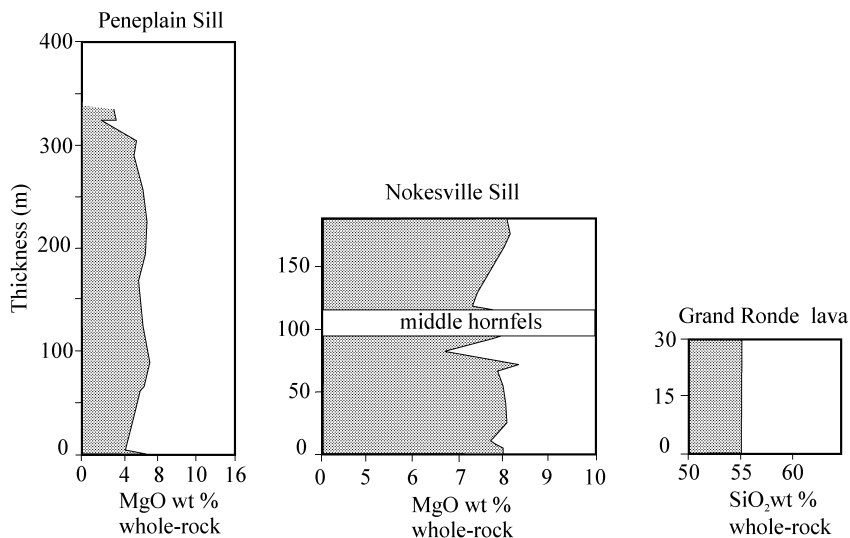 Peneplain Sill
400
300
200
100
0
Thickness (m)
0 4 8 10 16
MgO wt %
whole-rock
Nokesville Sill
150
100
50
0
middle hornfels
0 5 6 7 8 9 10
MgO wt %
whole-rock
Grand Ronde lava
30
15
0
50 55 60
SiO2wt %
whole-rock